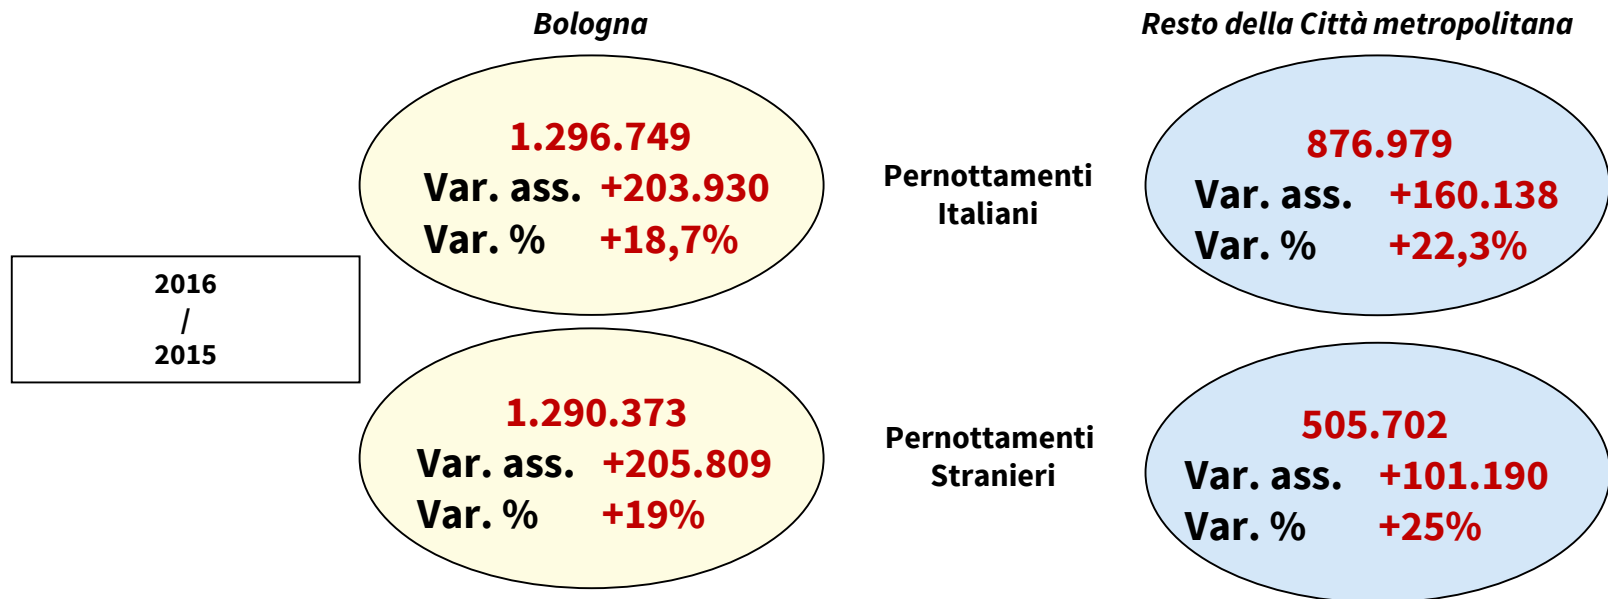 Bologna
Resto della Città metropolitana
1.296.749
Var. ass. +203.930
Var. % +18,7%
Pernottamenti
Italiani
876.979
Var. ass. +160.138
Var. % +22,3%
2016
/
2015
1.290.373
Var. ass. +205.809
Var. % +19%
Pernottamenti
Stranieri
505.702
Var. ass. +101.190
Var. % +25%